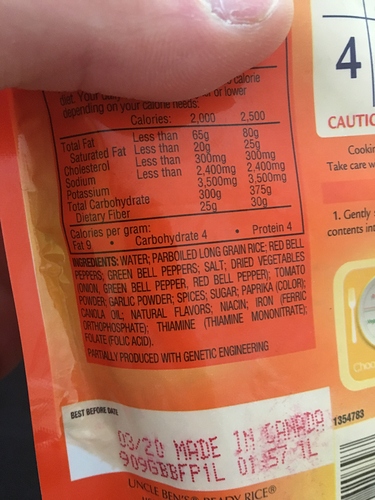 calorie
diet. Your or lower
depending on your calorie needs:
Calories: 2,000 2,500
Total Fat Less than 65g 80g
Saturated Fat Less than 20g 25g
Cholesterol Less than 300mg 300mg
Sodium Less than 2,400mg 2,400mg
Potassium 3,500mg 3,500mg
Total Carbohydrate 300g 375g
Dietary Fiber 25g 30g
Calories per gram:
Fat 9 • Carbohydrate 4 • Protein 4
INGREDIENTS: WATER; PARBOILED LONG GRAIN RICE; RED BELL
PEPPERS; GREEN BELL PEPPERS; SALT; DRIED VEGETABLES
(ONION, GREEN BELL PEPPER, RED BELL PEPPER); TOMATO
POWDER; GARLIC POWDER; SPICES; SUGAR; PAPRIKA (COLOR);
CANOLA OIL; NATURAL FLAVORS; NIACIN; IRON (FERRIC
ORTHOPHOSPHATE); THIAMINE (THIAMINE MONONITRATE);
FOLATE (FOLIC ACID).
PARTIALLY PRODUCED WITH GENETIC ENGINEERING
BEST BEFORE DATE
03/20 MADE IN CANADA
909GBBFP1L 01:57 1L
UNCLE BEN'S® READY RICE®
4
CAUTIO
Cookin
Take care w
1. Gently
contents int
Choc
1354783